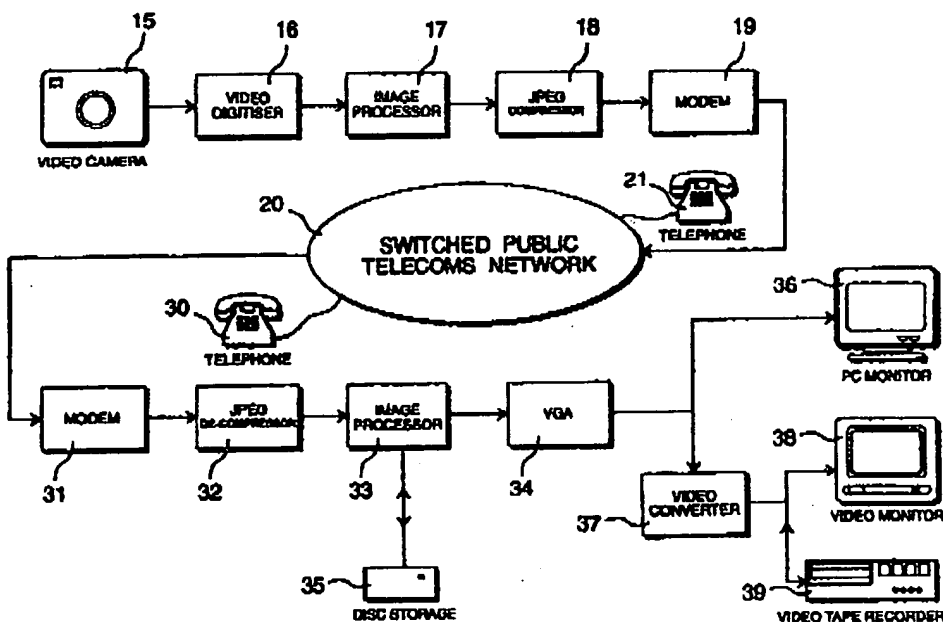 15
16
17
18
19
VIDEO CAMERA
VIDEO
DIGITISER
IMAGE
PROCESSOR
JPEG
COMPRESSOR
MODEM
20
21
TELEPHONE
SWITCHED PUBLIC
TELECOMS NETWORK
30
TELEPHONE
36
PC MONITOR
MODEM
JPEG
DE-COMPRESSOR
IMAGE
PROCESSOR
VGA
31
32
33
34
38
VIDEO MONITOR
VIDEO
CONVERTER
37
35
DISC STORAGE
39
VIDEO TAPE RECORDER